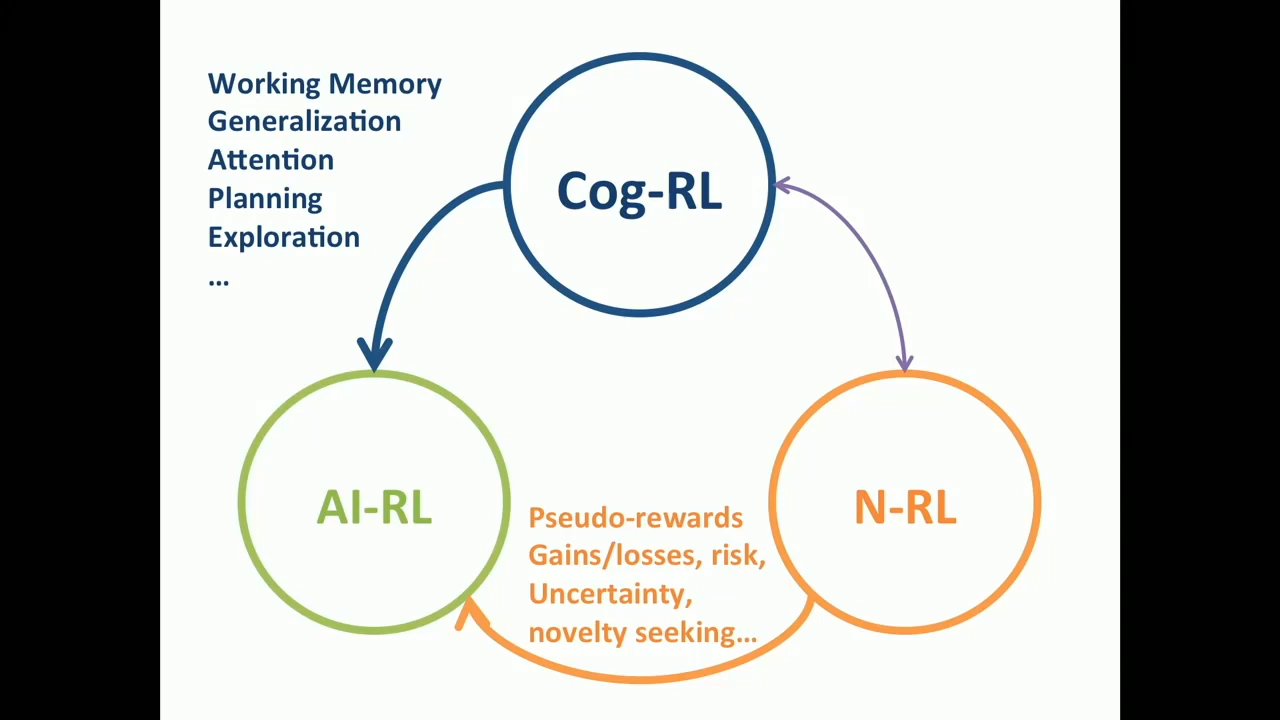 Working Memory
Generalization
Attention
Planning
Exploration
...
Cog-RL
AI-RL
N-RL
Pseudo-rewards
Gains/losses, risk,
Uncertainty,
novelty seeking...